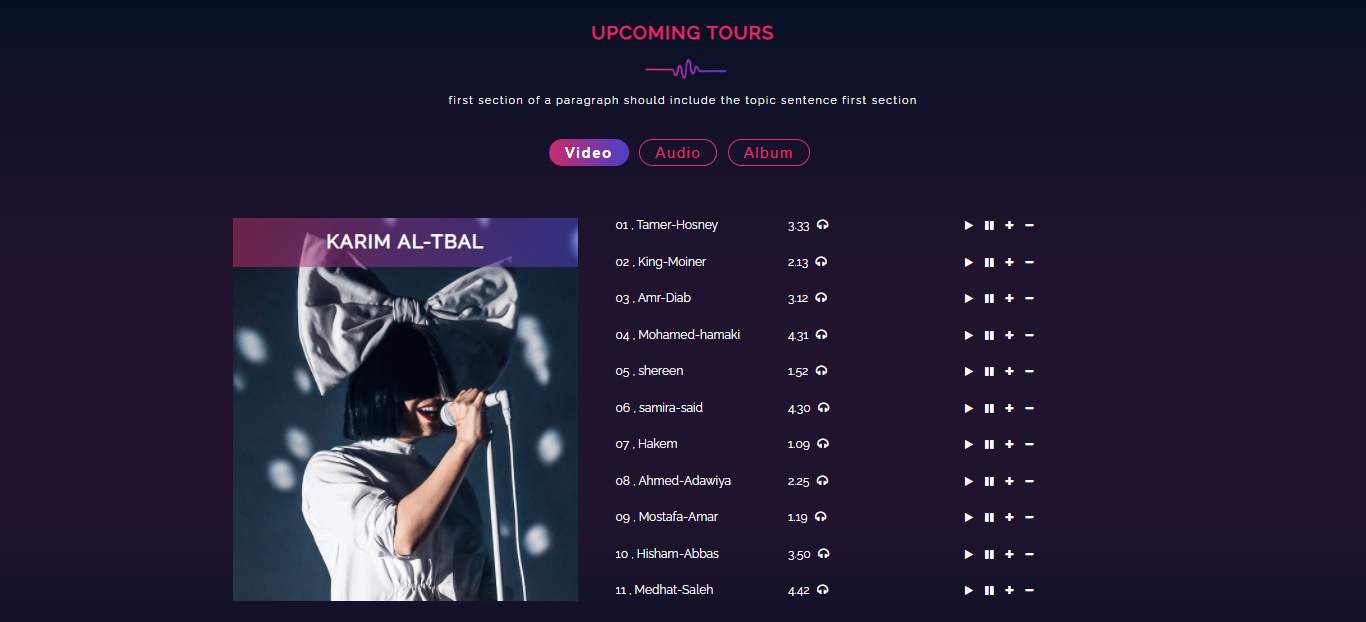 UPCOMING TOURS
first section of a paragraph should include the topic sentence first section
Video Audio Album
KARIM AL-TBAL
01 , Tamer-Hosney 3.33
02 , King-Moiner 2.13
03 , Amr-Diab 3.12
04 , Mohamed-hamaki 4.31
05 , shereen 1.52
06 , samira-said 4.30
07 , Hakem 1.09
08 , Ahmed-Adawiya 2.25
09 , Mostafa-Amar 1.19
10 , Hisham-Abbas 3.50
11 , Medhat-Saleh 4.42